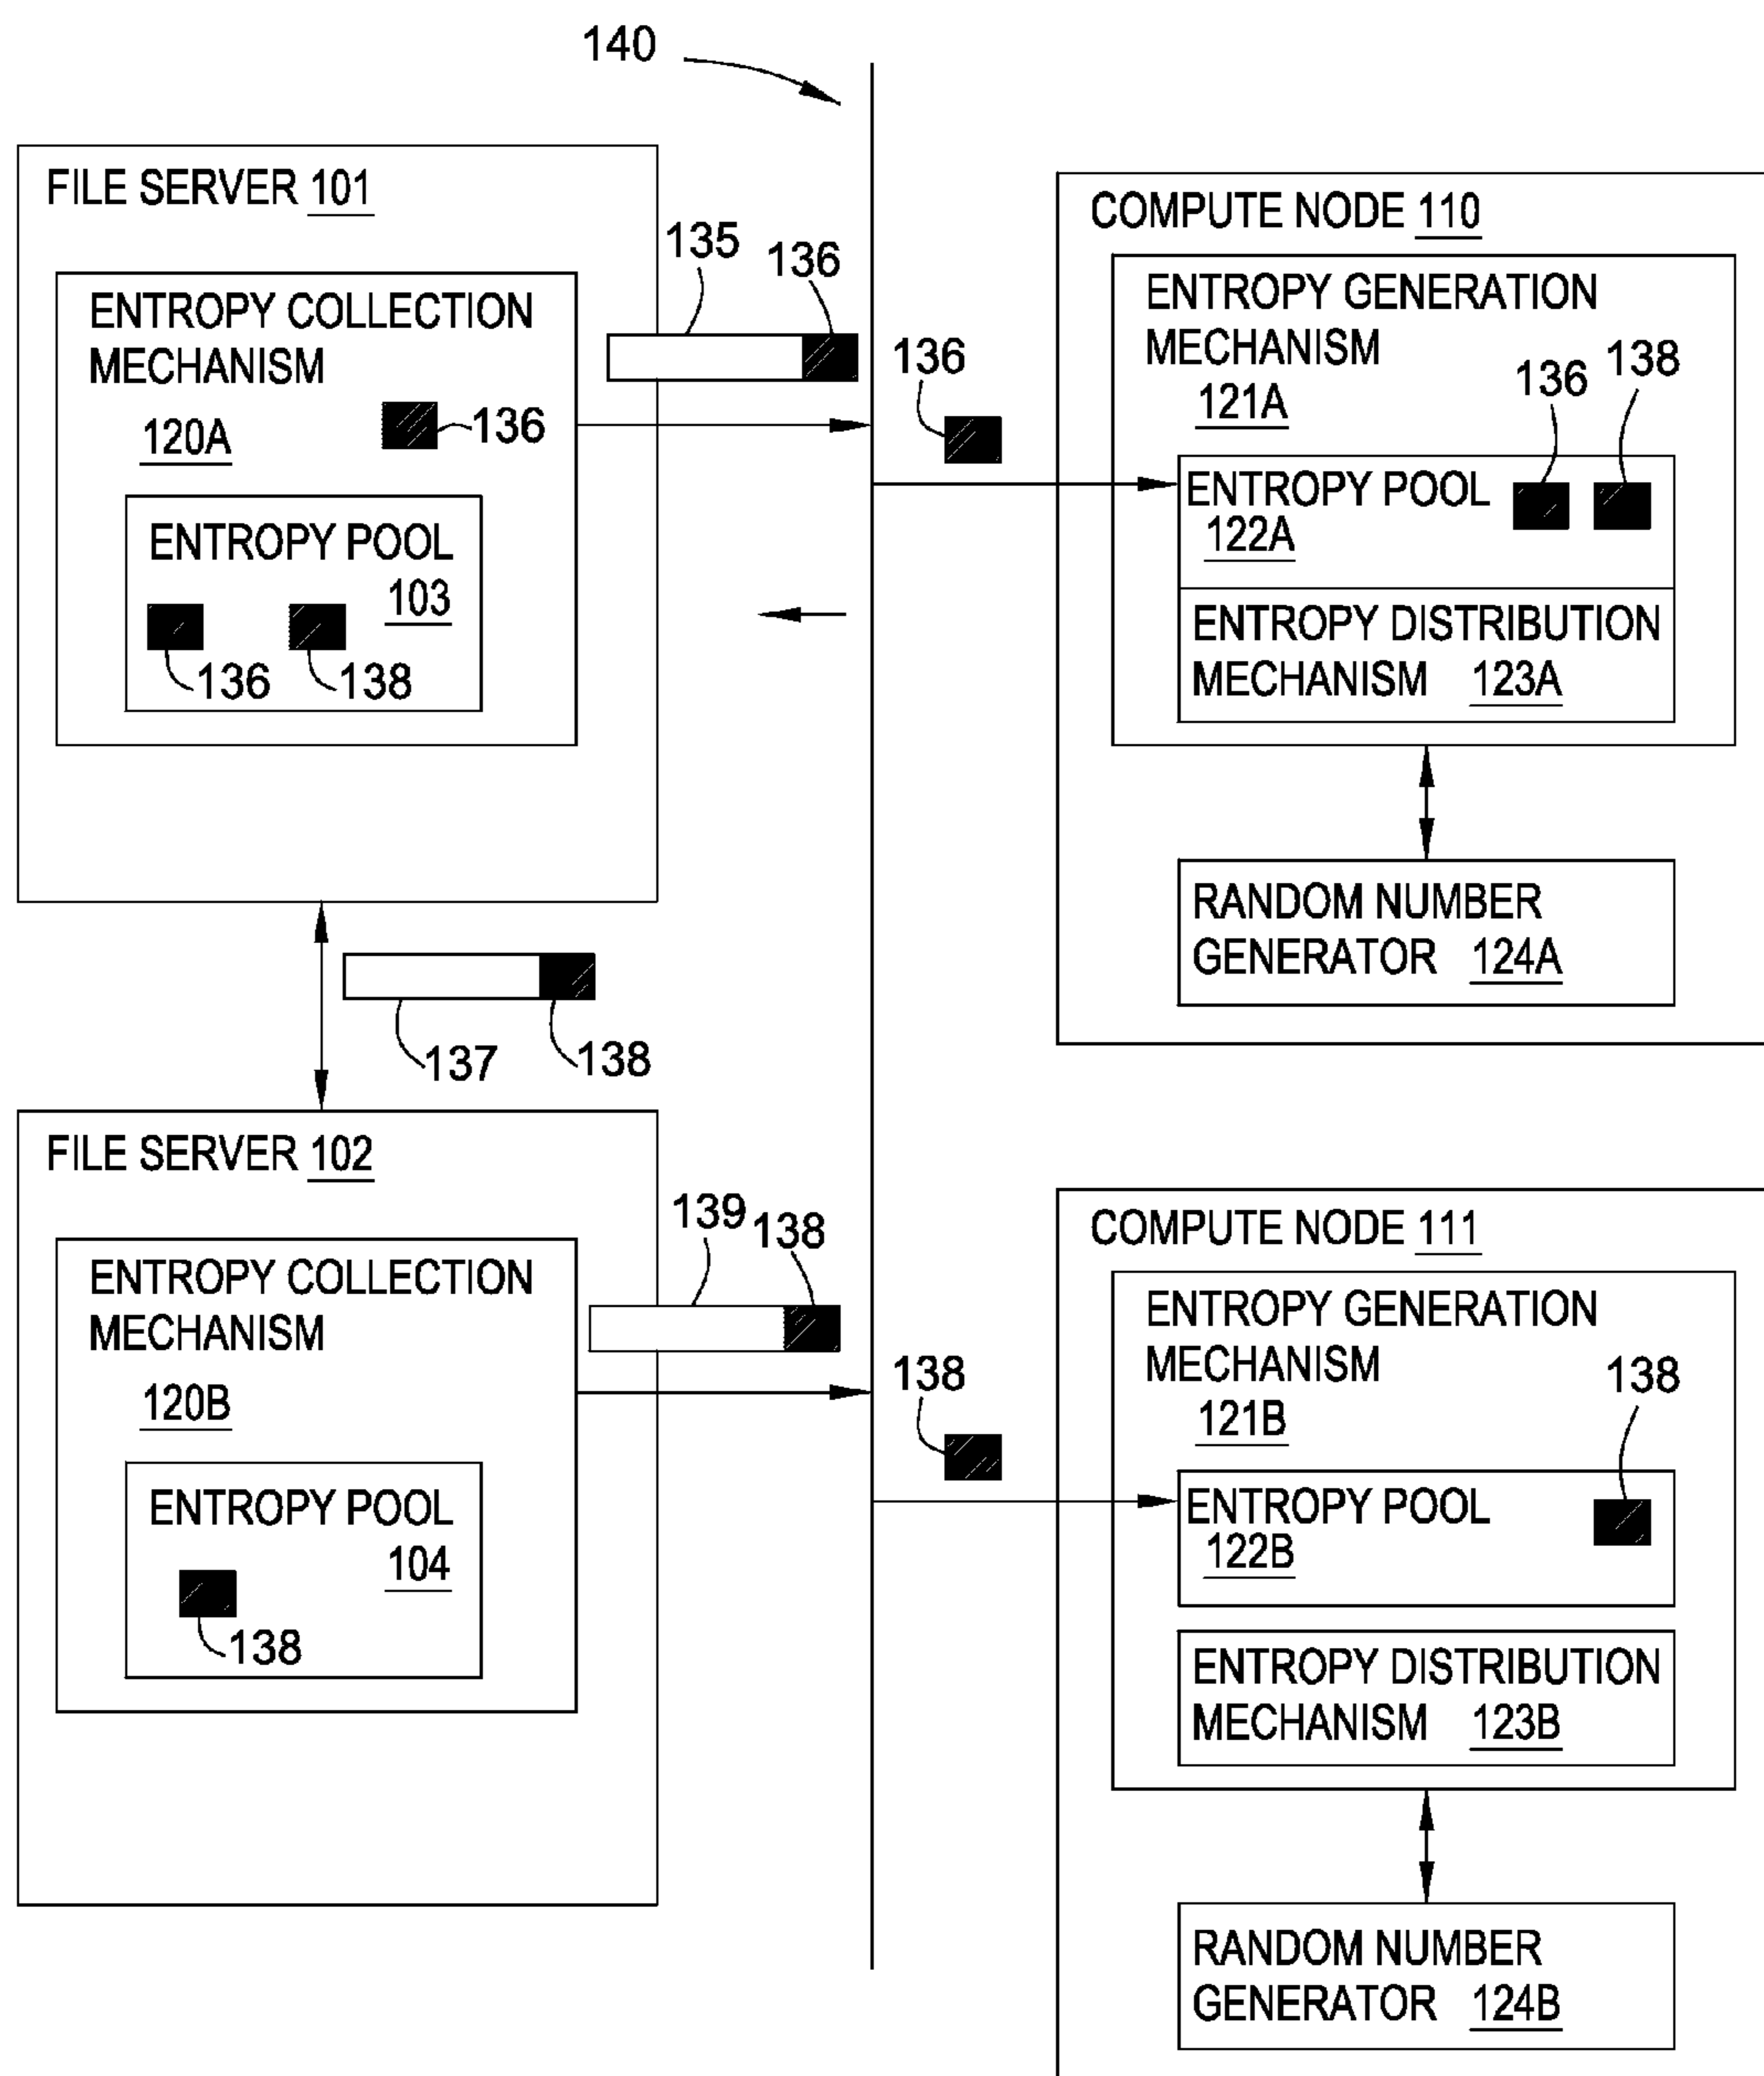 140
FILE SERVER 101
ENTROPY COLLECTION
MECHANISM
120A
136
ENTROPY POOL
103
136
138
135
136
136
COMPUTE NODE 110
ENTROPY GENERATION
MECHANISM
121A
136
138
ENTROPY POOL
122A
ENTROPY DISTRIBUTION
MECHANISM 123A
RANDOM NUMBER
GENERATOR 124A
137
138
FILE SERVER 102
ENTROPY COLLECTION
MECHANISM
120B
ENTROPY POOL
104
138
139
138
138
COMPUTE NODE 111
ENTROPY GENERATION
MECHANISM
121B
138
ENTROPY POOL
122B
ENTROPY DISTRIBUTION
MECHANISM 123B
RANDOM NUMBER
GENERATOR 124B